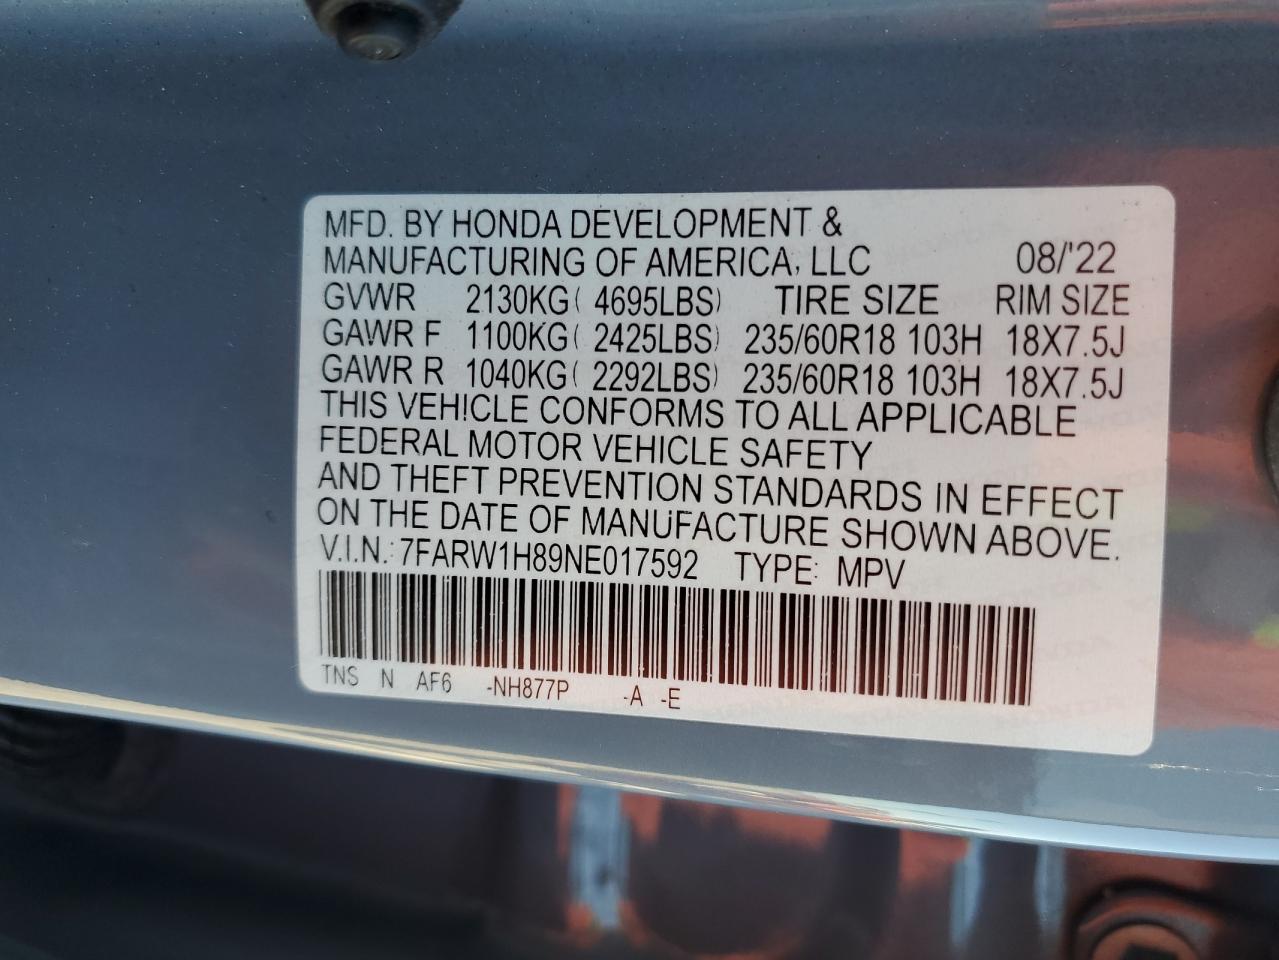 MFD. BY HONDA DEVELOPMENT &
MANUFACTURING OF AMERICA, LLC 08/'22
GVWR 2130KG( 4695LBS) TIRE SIZE RIM SIZE
GAWR F 1100KG( 2425LBS) 235/60R18 103H 18X7.5J
GAWR R 1040KG( 2292LBS) 235/60R18 103H 18X7.5J
THIS VEHICLE CONFORMS TO ALL APPLICABLE
FEDERAL MOTOR VEHICLE SAFETY
AND THEFT PREVENTION STANDARDS IN EFFECT
ON THE DATE OF MANUFACTURE SHOWN ABOVE.
V.I.N.: 7FARW1H89NE017592 TYPE: MPV
TNS N AF6 -NH877P -A -E